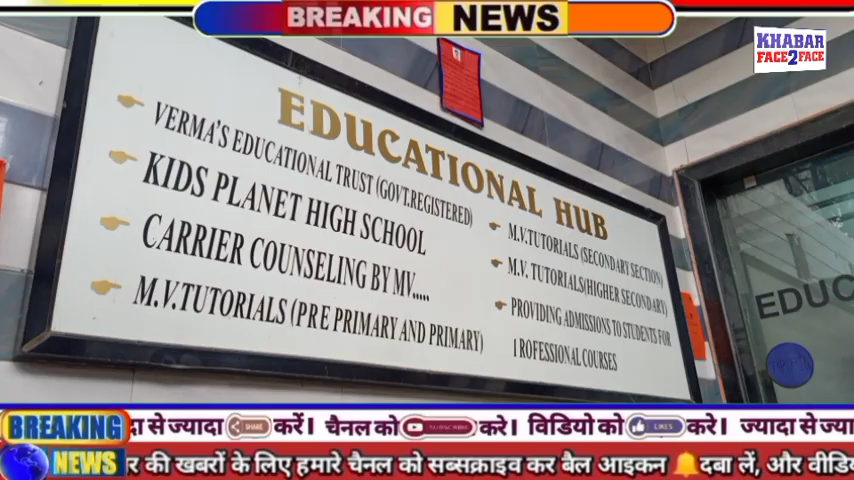 BREAKING NEWS
KHABAR
FACE2FACE
EDUCATIONAL HUB
VERMA'S EDUCATIONAL TRUST (GOVT.REGISTERED)
KIDS PLANET HIGH SCHOOL
CARRIER COUNSELING BY MV.....
M.V.TUTORIALS (PRE PRIMARY AND PRIMARY)
M.V.TUTORIALS (SECONDARY SECTION)
M.V. TUTORIALS(HIGHER SECONDARY)
PROVIDING ADMISSIONS TO STUDENTS FOR
ROFESSIONAL COURSES
EDUC
BREAKING
NEWS
दा से ज्यादा SHARE करें। चैनल को SUBSCRIBE करे। विडियो को LIKES करे। ज्यादा से ज्या
र की खबरों के लिए हमारे चैनल को सब्सक्राइव कर बैल आइकन दबा लें, और वीडिय